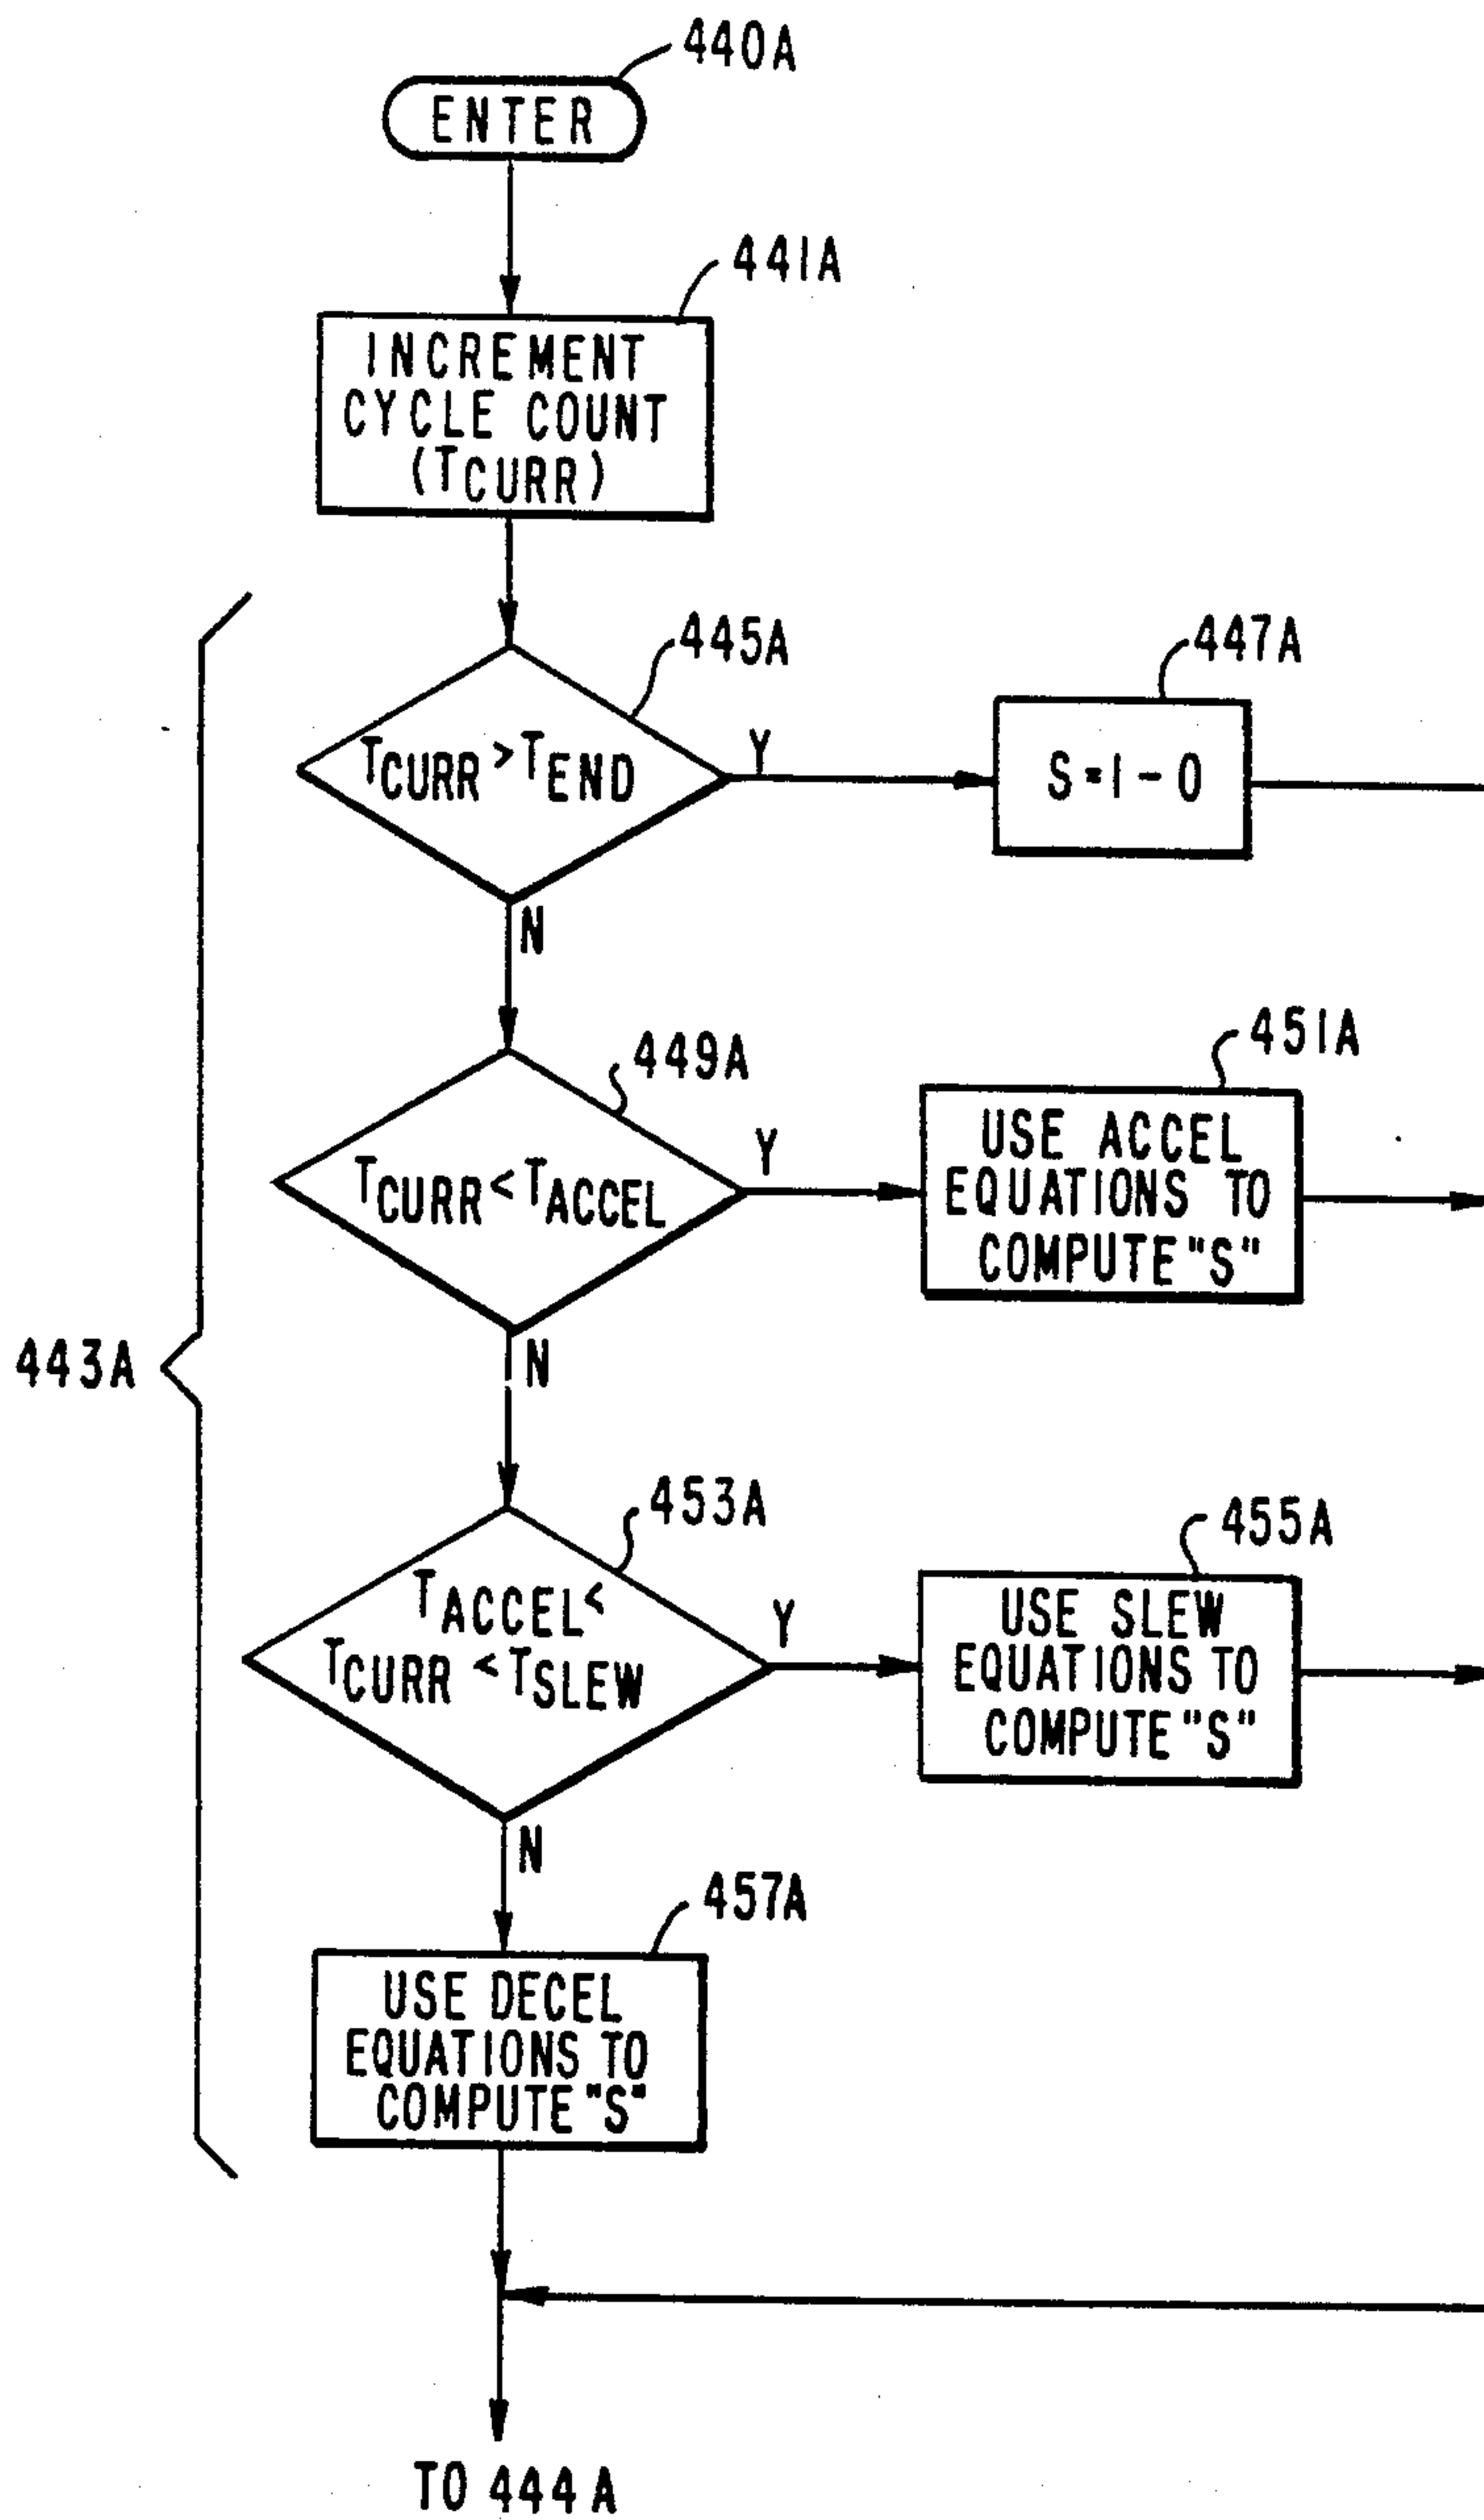 440A
ENTER
441A
INCREMENT
CYCLE COUNT
(TCURR)
445A
447A
TCURR>TEND
Y
S=1-0
N
449A
451A
TCURR<TACCEL
Y
USE ACCEL
EQUATIONS TO
COMPUTE"S"
N
443A
453A
455A
TACCEL<
TCURR<TSLEW
Y
USE SLEW
EQUATIONS TO
COMPUTE"S"
N
457A
USE DECEL
EQUATIONS TO
COMPUTE"S"
TO 444A